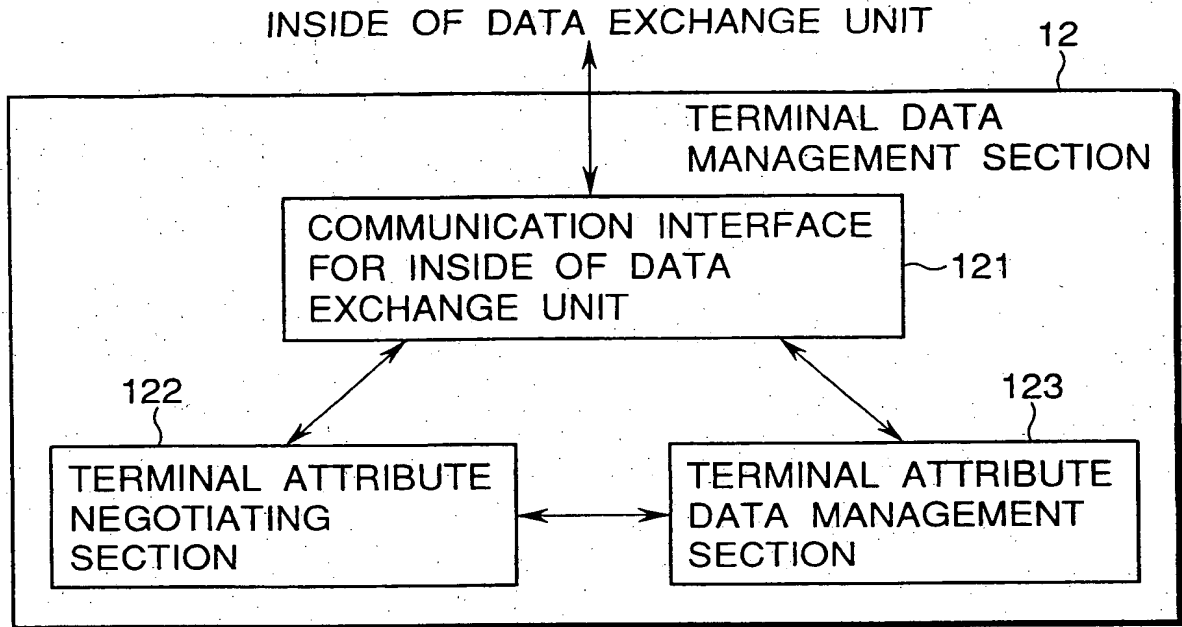 INSIDE OF DATA EXCHANGE UNIT
12
TERMINAL DATA
MANAGEMENT SECTION
COMMUNICATION INTERFACE
FOR INSIDE OF DATA
EXCHANGE UNIT
121
122
TERMINAL ATTRIBUTE
NEGOTIATING
SECTION
123
TERMINAL ATTRIBUTE
DATA MANAGEMENT
SECTION